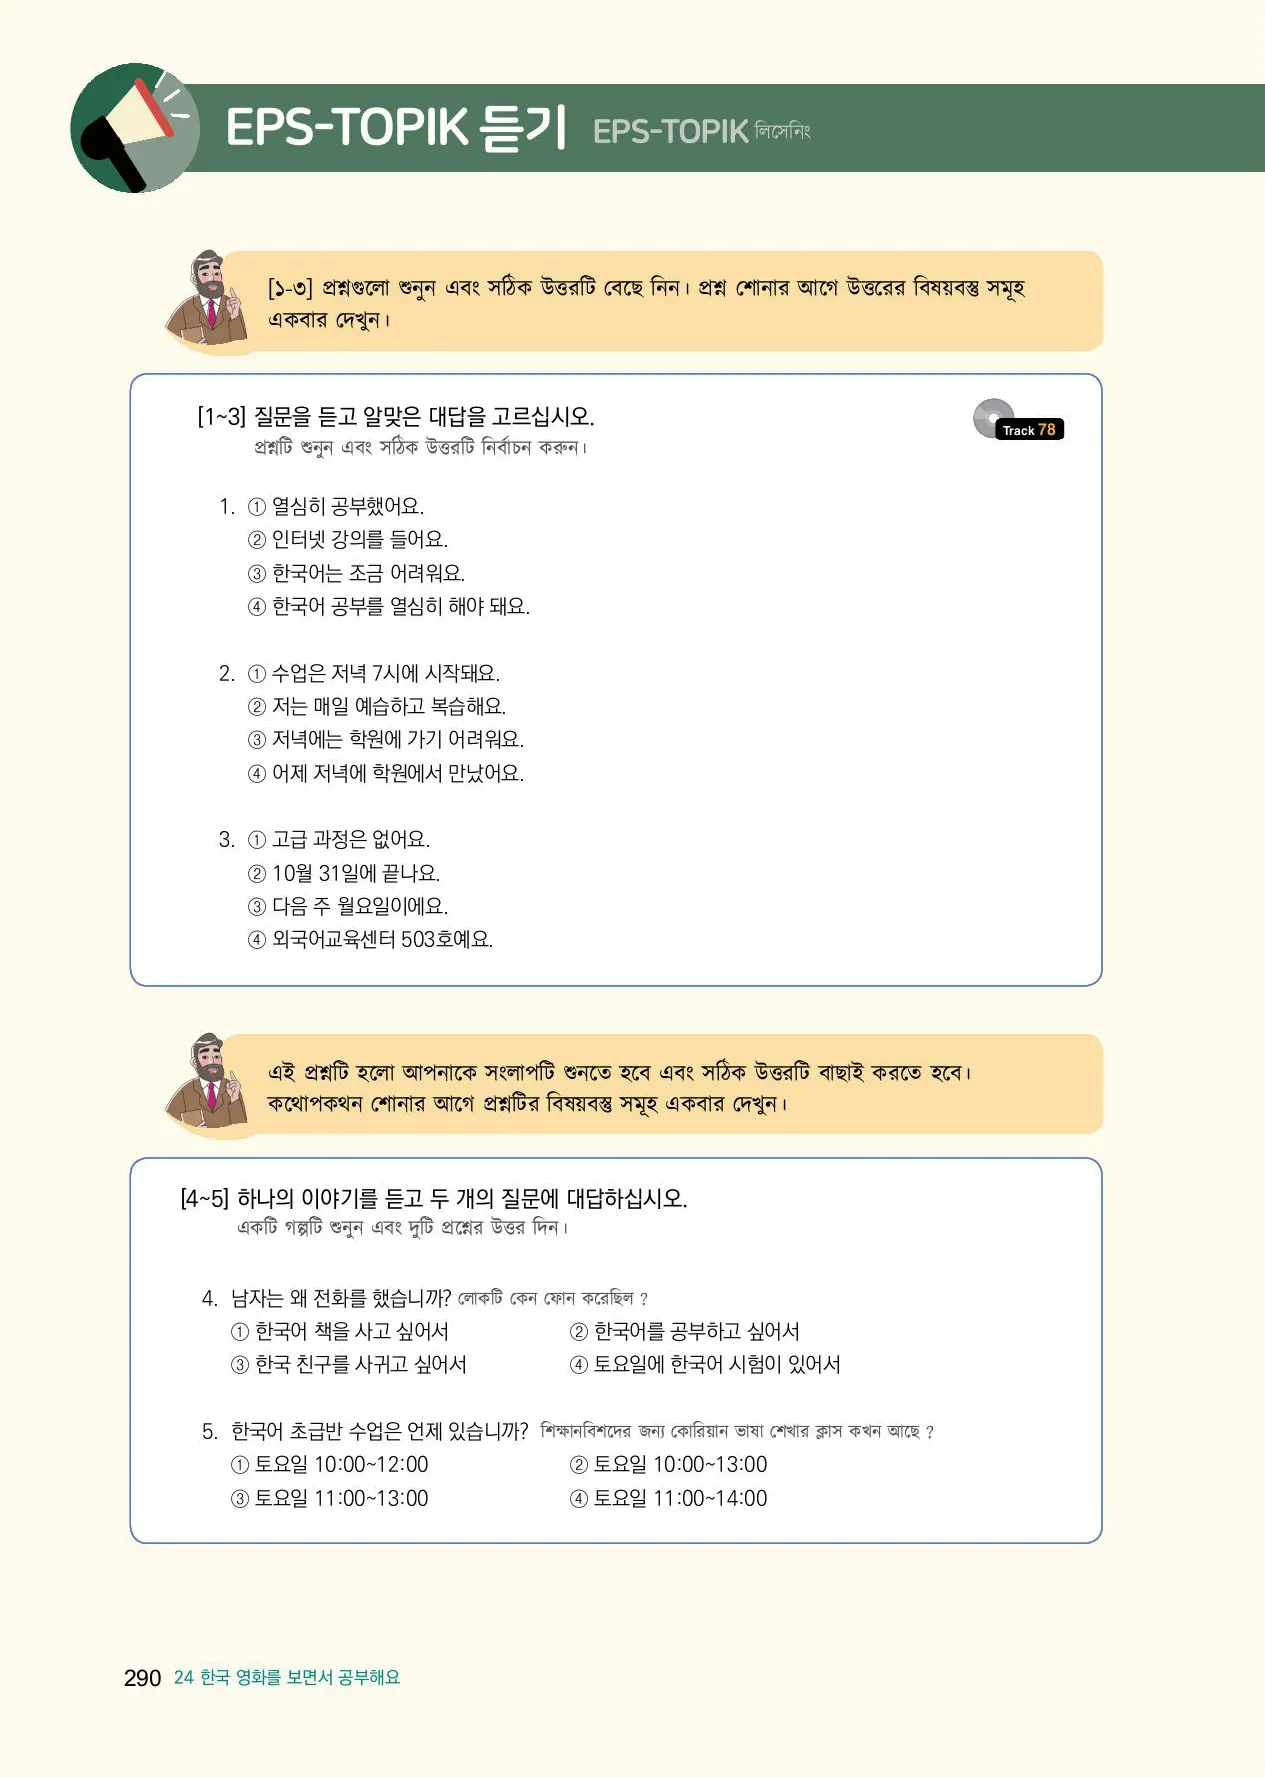 EPS-TOPIK 듣기 EPS-TOPIK লিসেনিং
[১-৩] প্রশ্নগুলো শুনুন এবং সঠিক উত্তরটি বেছে নিন। প্রশ্ন শোনার আগে উত্তরের বিষয়বস্তু সমূহ
একবার দেখুন।
[1~3] 질문을 듣고 알맞은 대답을 고르십시오.
Track 78
প্রশ্নটি শুনুন এবং সঠিক উত্তরটি নির্বাচন করুন।
1. ① 열심히 공부했어요.
② 인터넷 강의를 들어요.
③ 한국어는 조금 어려워요.
④ 한국어 공부를 열심히 해야 돼요.
2. ① 수업은 저녁 7시에 시작돼요.
② 저는 매일 예습하고 복습해요.
③ 저녁에는 학원에 가기 어려워요.
④ 어제 저녁에 학원에서 만났어요.
3. ① 고급 과정은 없어요.
② 10월 31일에 끝나요.
③ 다음 주 월요일이에요.
④ 외국어교육센터 503호예요.
এই প্রশ্নটি হলো আপনাকে সংলাপটি শুনতে হবে এবং সঠিক উত্তরটি বাছাই করতে হবে।
কথোপকথন শোনার আগে প্রশ্নটির বিষয়বস্তু সমূহ একবার দেখুন।
[4~5] 하나의 이야기를 듣고 두 개의 질문에 대답하십시오.
একটি গল্পটি শুনুন এবং দুটি প্রশ্নের উত্তর দিন।
4. 남자는 왜 전화를 했습니까? লোকটি কেন ফোন করেছিল ?
① 한국어 책을 사고 싶어서 ② 한국어를 공부하고 싶어서
③ 한국 친구를 사귀고 싶어서 ④ 토요일에 한국어 시험이 있어서
5. 한국어 초급반 수업은 언제 있습니까? শিক্ষানবিশদের জন্য কোরিয়ান ভাষা শেখার ক্লাস কখন আছে ?
① 토요일 10:00~12:00 ② 토요일 10:00~13:00
③ 토요일 11:00~13:00 ④ 토요일 11:00~14:00
290 24 한국 영화를 보면서 공부해요